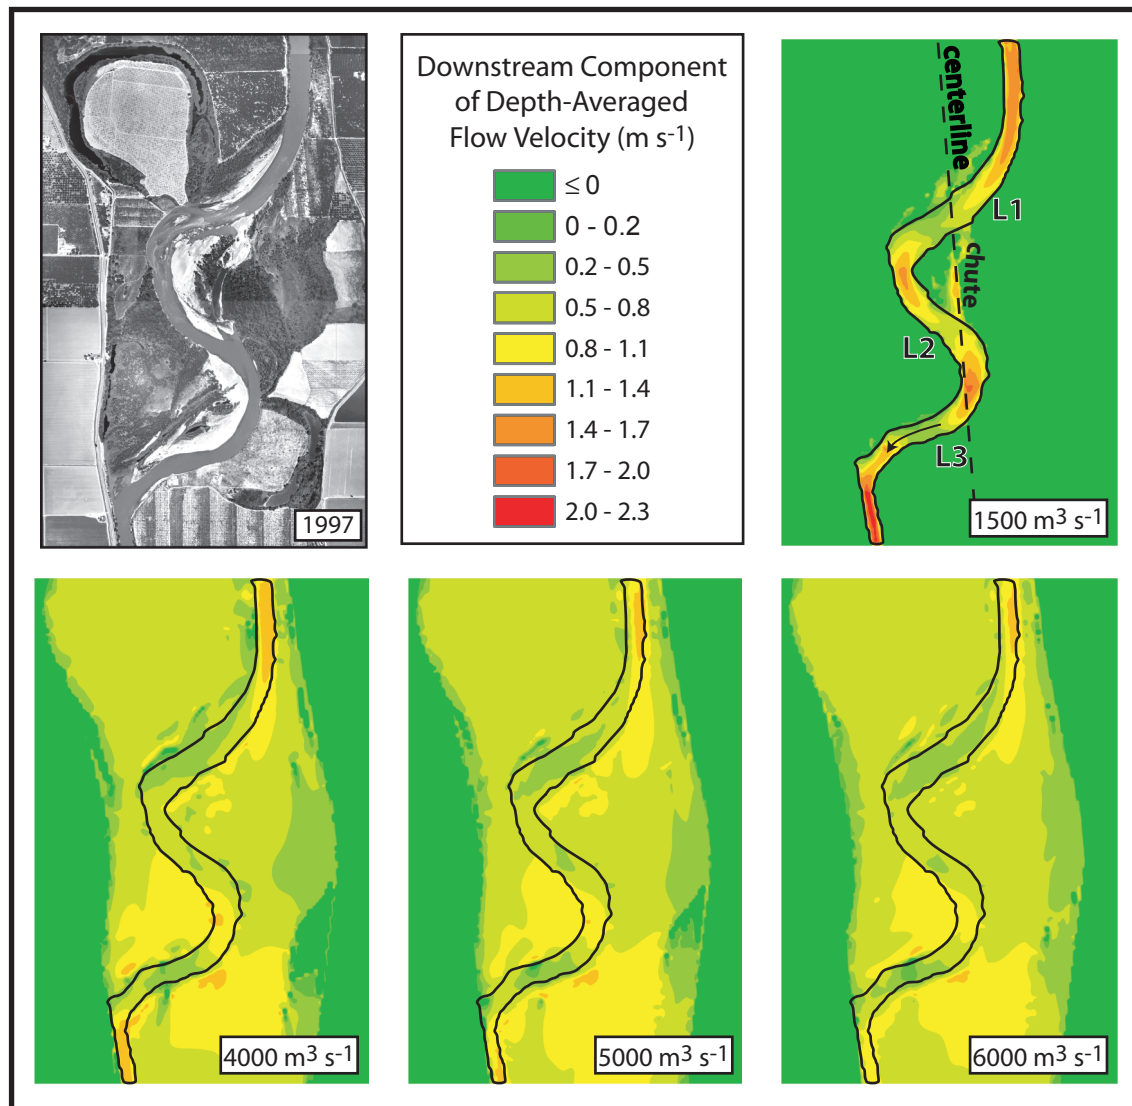 1997
Downstream Component
of Depth-Averaged
Flow Velocity (m s-1)
≤ 0
0 - 0.2
0.2 - 0.5
0.5 - 0.8
0.8 - 1.1
1.1 - 1.4
1.4 - 1.7
1.7 - 2.0
2.0 - 2.3
centerline
L1
chute
L2
L3
1500 m3 s-1
4000 m3 s-1
5000 m3 s-1
6000 m3 s-1